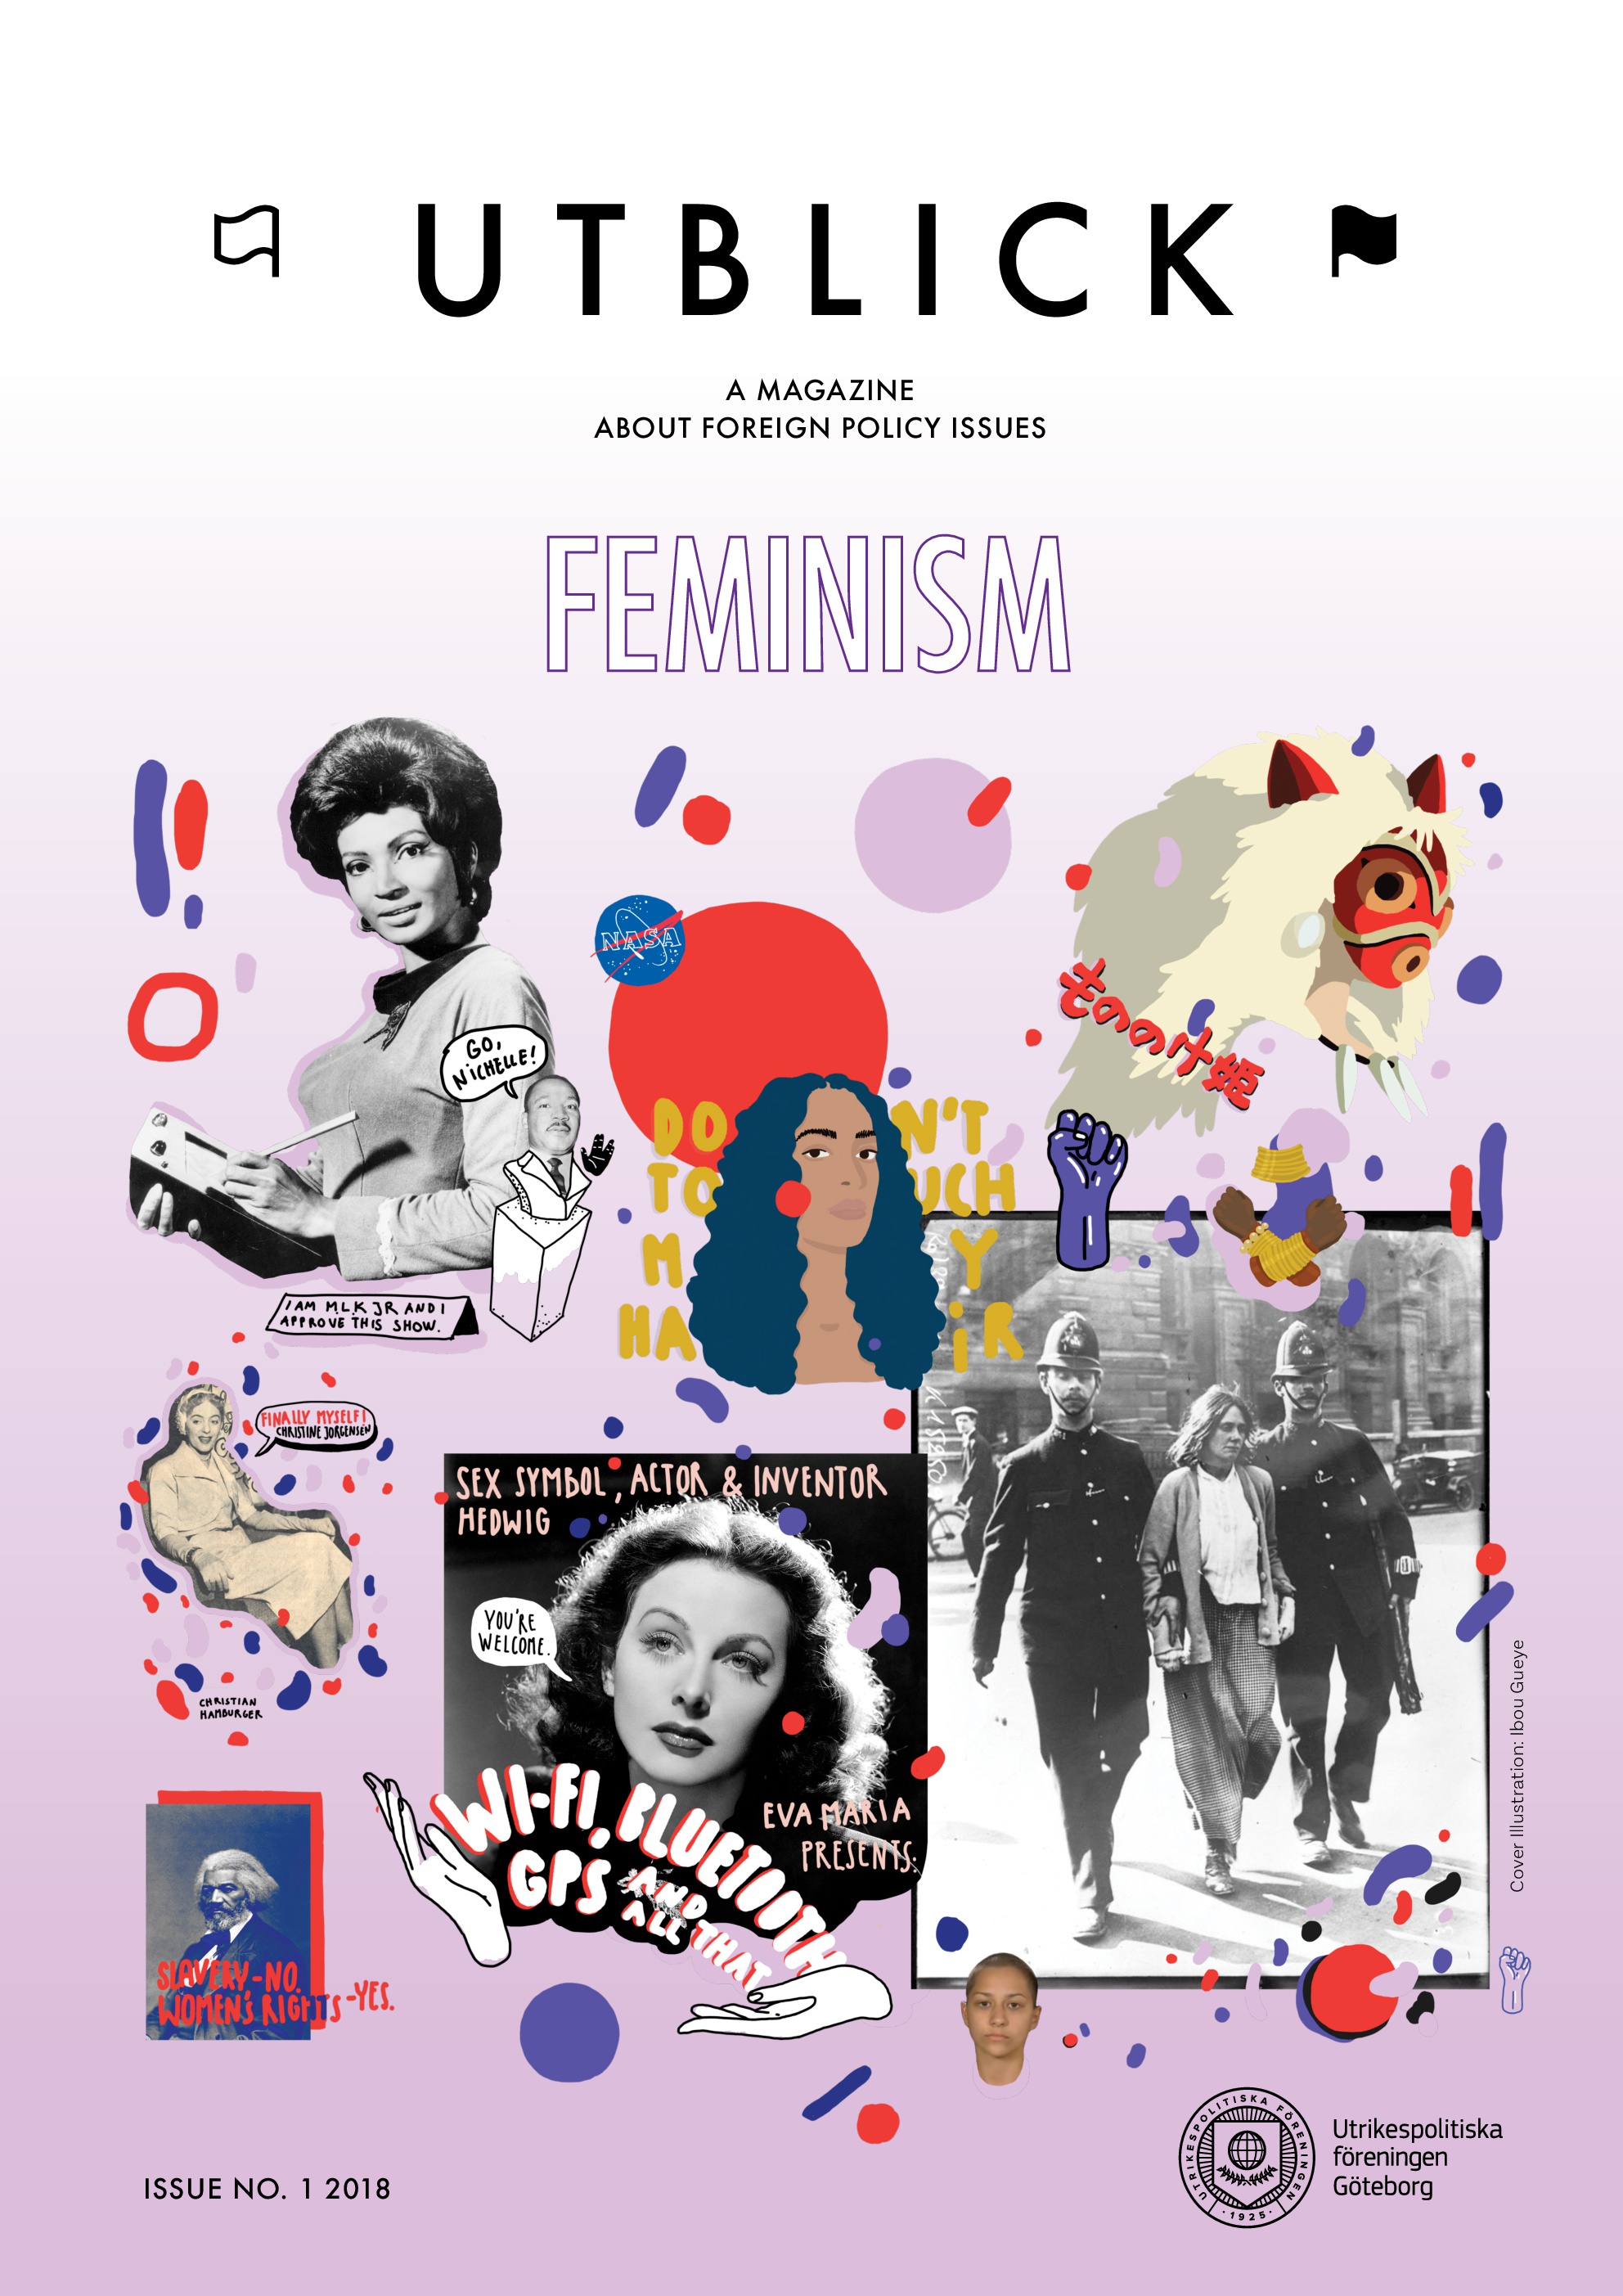 UTBLICK
A MAGAZINE
ABOUT FOREIGN POLICY ISSUES
FEMINISM
NASA
もののけ姫
GO,
NICHELLE!
DON'T
TOUCH
MY
HAiR
I AM M.L.K JR AND I
APPROVE THIS SHOW.
FINALLY MYSELF!
CHRISTINE JORGENSEN
CHRISTIAN
HAMBURGER
SEX SYMBOL, ACTOR & INVENTOR
HEDWIG
YOU'RE
WELCOME.
EVA MARIA
PRESENTS:
WI-FI, BLUETOOTH
GPS AND
ALL THAT
SLAVERY-NO.
WOMEN'S RIGHTS-YES.
Cover Illustration: Ibou Gueye
ISSUE NO. 1 2018
UTRIKESPOLITISKA FÖRENINGEN
·1925·
Utrikespolitiska
föreningen
Göteborg